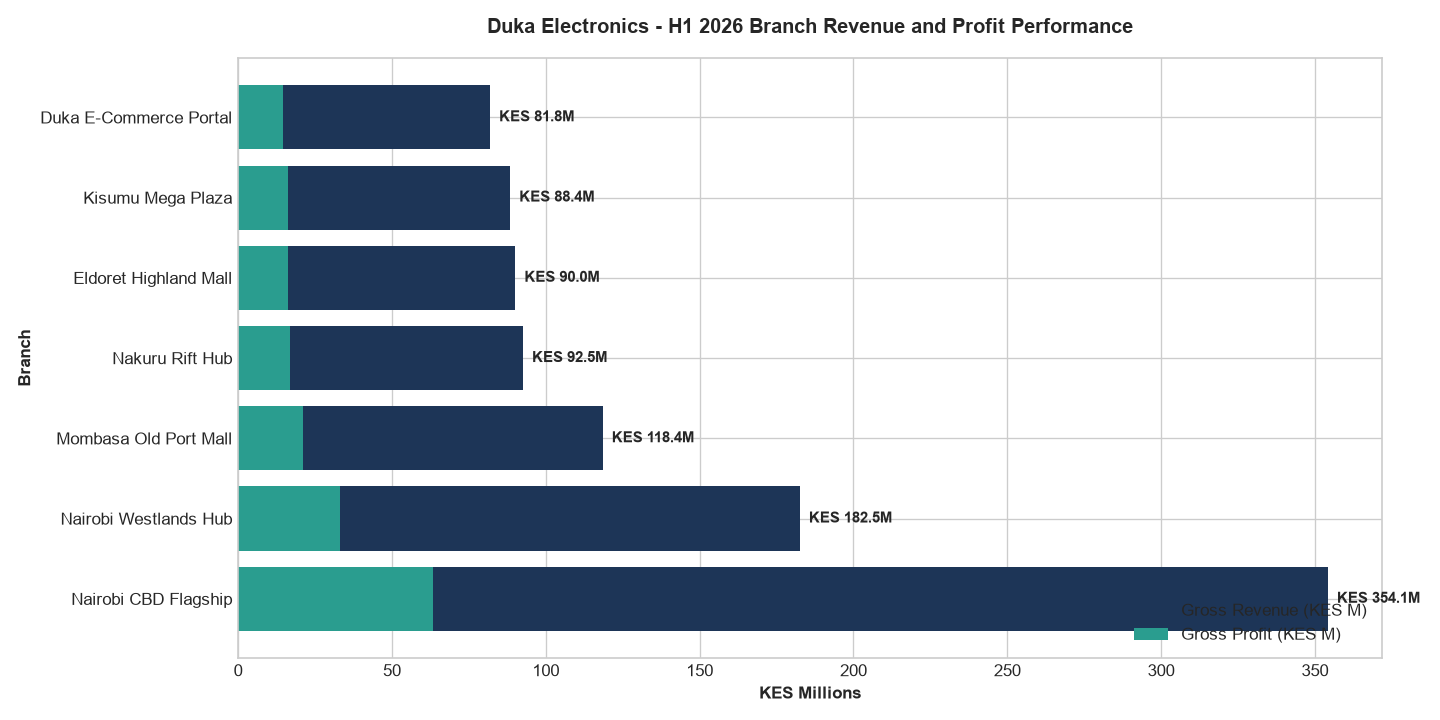 Duka Electronics - H1 2026 Branch Revenue and Profit Performance
Duka E-Commerce Portal
KES 81.8M
Kisumu Mega Plaza
KES 88.4M
Eldoret Highland Mall
KES 90.0M
Nakuru Rift Hub
KES 92.5M
Mombasa Old Port Mall
KES 118.4M
Nairobi Westlands Hub
KES 182.5M
Nairobi CBD Flagship
KES 354.1M
Branch
Gross Revenue (KES M)
Gross Profit (KES M)
0 50 100 150 200 250 300 350
KES Millions